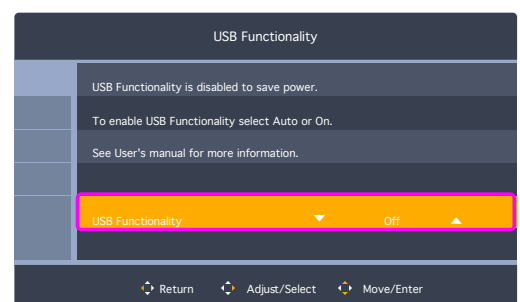 USB Functionality
USB Functionality is disabled to save power.
To enable USB Functionality select Auto or On.
See User's manual for more information.
USB Functionality Off
Return Adjust/Select Move/Enter